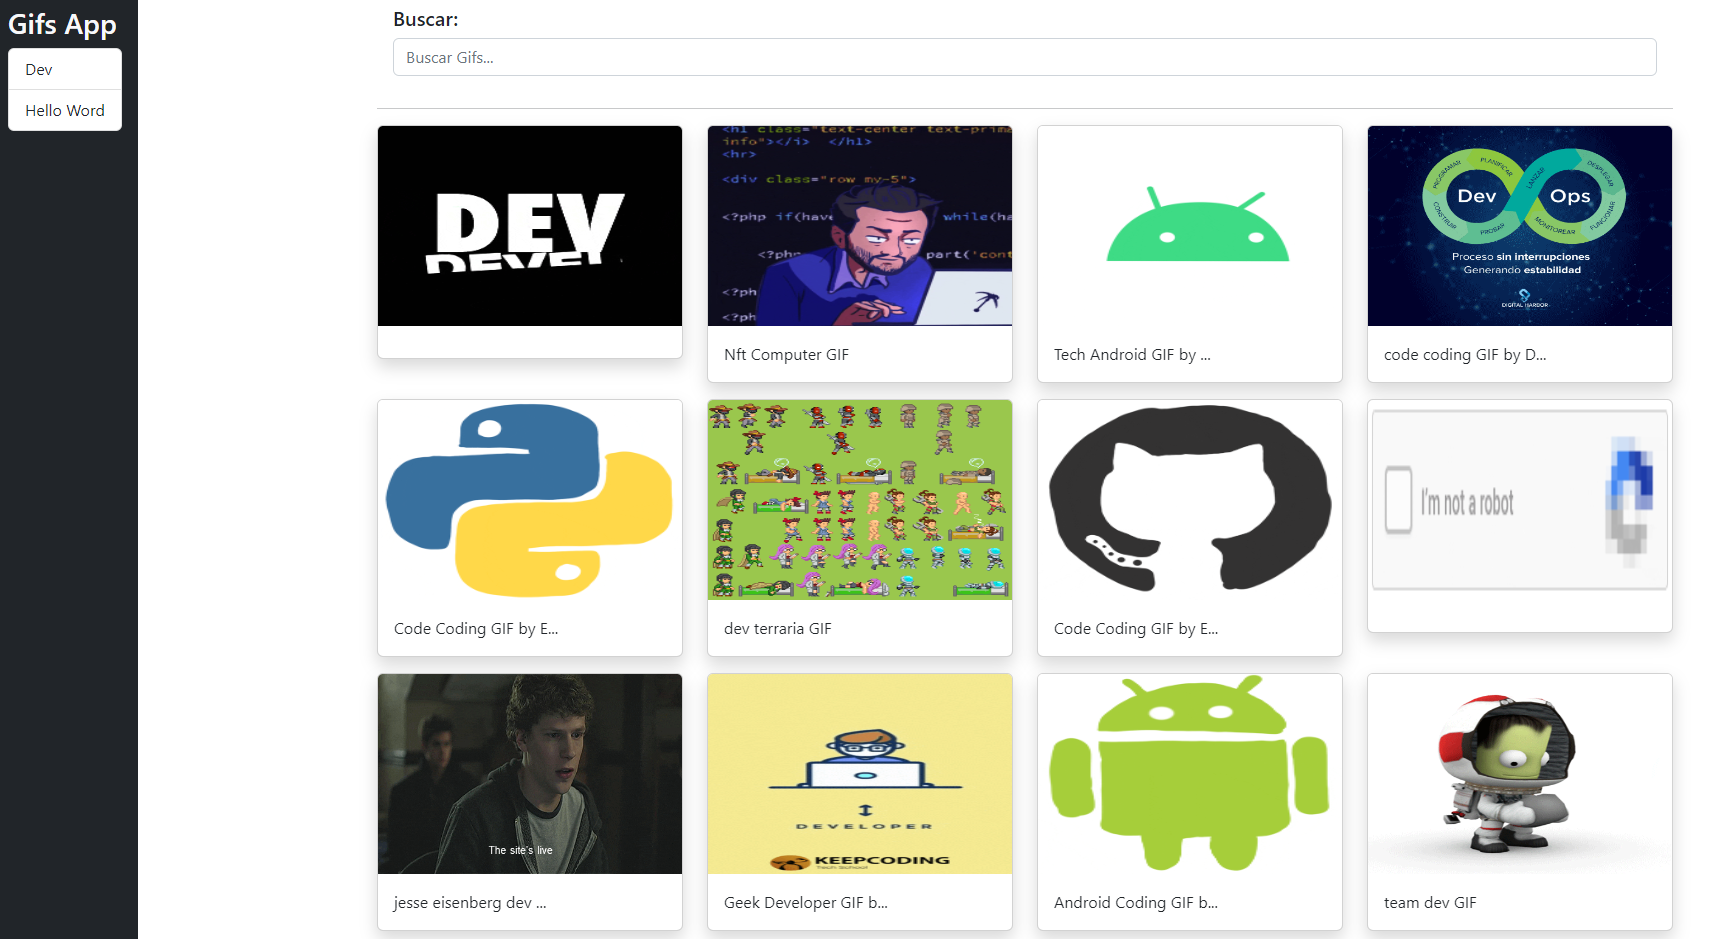 Gifs App
Dev
Hello Word
Buscar:
Buscar Gifs...
DEV
<h1 class="text-center text-prima
info"></i> </h1>
<hr>
<div class="row my-5">
<?php if(have
while(ha
<?php
part('cont
<?ph
<?php
Nft Computer GIF
Tech Android GIF by ...
PROGRAMAR
PLANIFICAR
LANZAR
DESPLEGAR
Dev
Ops
CONSTRUIR
PROBAR
MONITOREAR
FUNCIONAR
Proceso sin interrupciones
Generando estabilidad
DIGITAL HARBOR
code coding GIF by D...
Code Coding GIF by E...
dev terraria GIF
Code Coding GIF by E...
I'm not a robot
The site's live
jesse eisenberg dev ...
DEVELOPER
KEEPCODING
Tech School
Geek Developer GIF b...
Android Coding GIF b...
team dev GIF